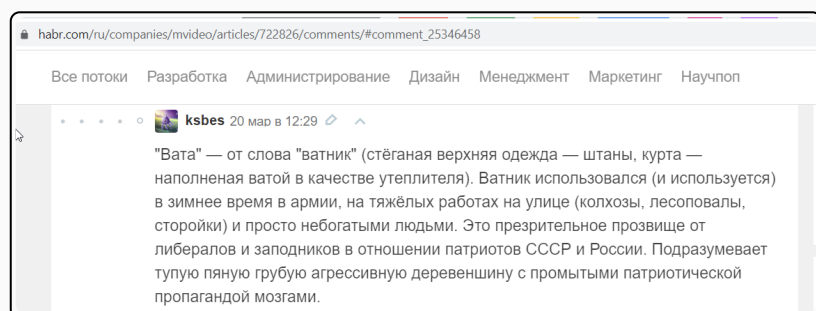 habr.com/ru/companies/mvideo/articles/722826/comments/#comment_25346458
Все потоки Разработка Администрирование Дизайн Менеджмент Маркетинг Научпоп
ksbes 20 мар в 12:29
"Вата" — от слова "ватник" (стёганая верхняя одежда — штаны, курта —
наполненая ватой в качестве утеплителя). Ватник использовался (и используется)
в зимнее время в армии, на тяжёлых работах на улице (колхозы, лесоповалы,
сторойки) и просто небогатыми людьми. Это презрительное прозвище от
либералов и заподников в отношении патриотов СССР и России. Подразумевает
тупую пяную грубую агрессивную деревеншину с промытыми патриотической
пропагандой мозгами.